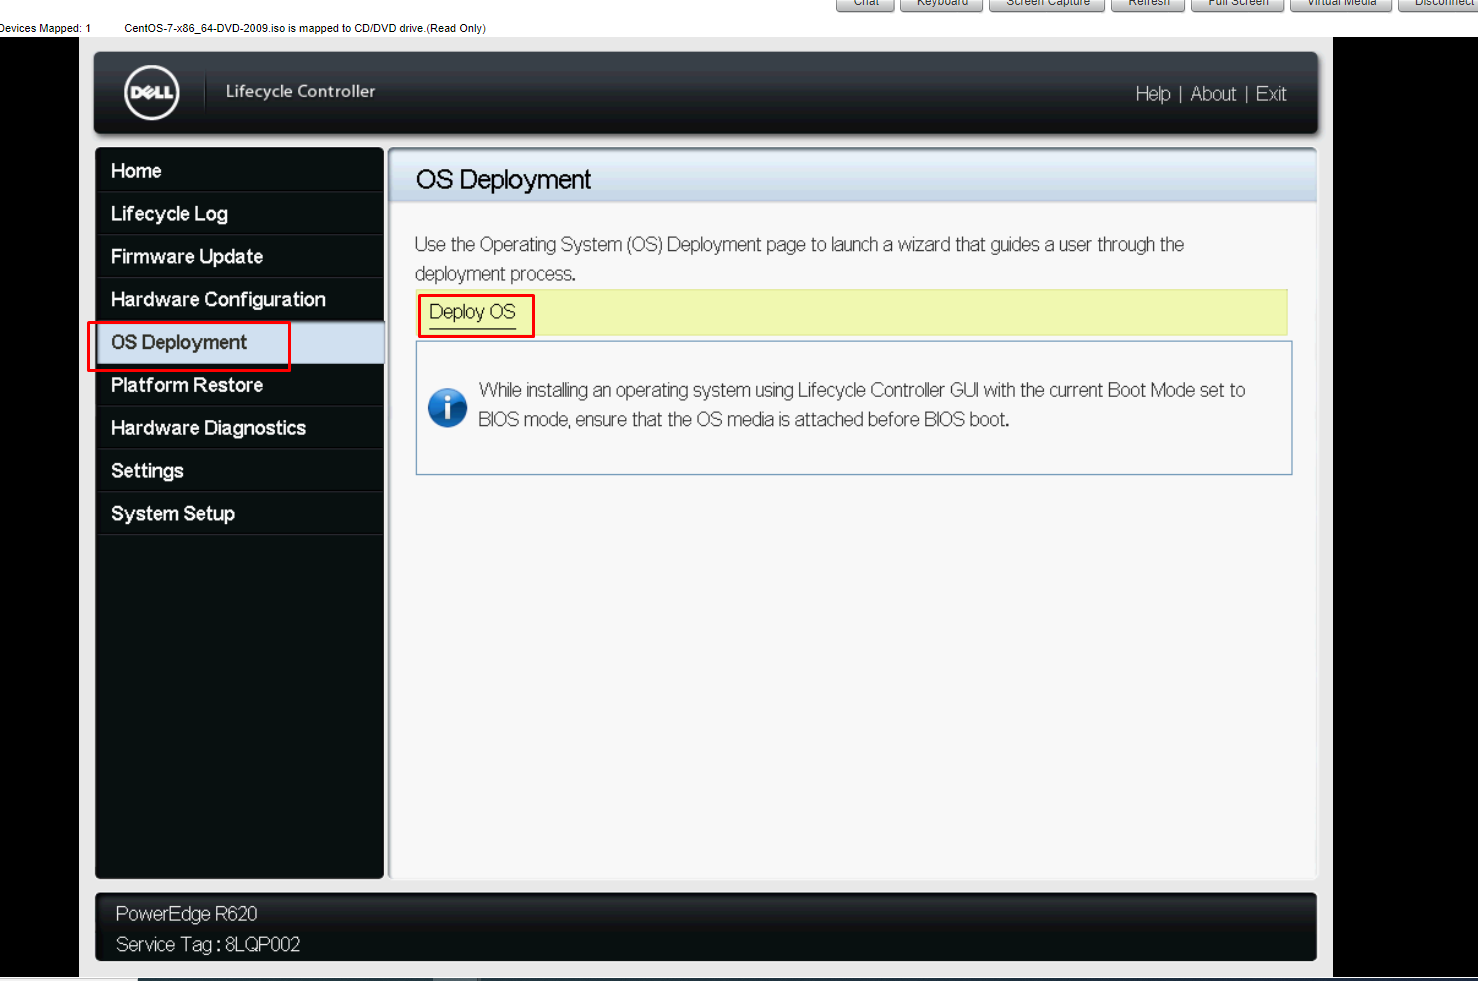 Chat Keyboard Screen Capture Refresh Full Screen Virtual Media Disconnect
Devices Mapped: 1 CentOS-7-x86_64-DVD-2009.iso is mapped to CD/DVD drive.(Read Only)
DELL Lifecycle Controller
Help | About | Exit
Home
Lifecycle Log
Firmware Update
Hardware Configuration
OS Deployment
Platform Restore
Hardware Diagnostics
Settings
System Setup
OS Deployment
Use the Operating System (OS) Deployment page to launch a wizard that guides a user through the
deployment process.
Deploy OS
While installing an operating system using Lifecycle Controller GUI with the current Boot Mode set to
BIOS mode, ensure that the OS media is attached before BIOS boot.
PowerEdge R620
Service Tag : 8LQP002